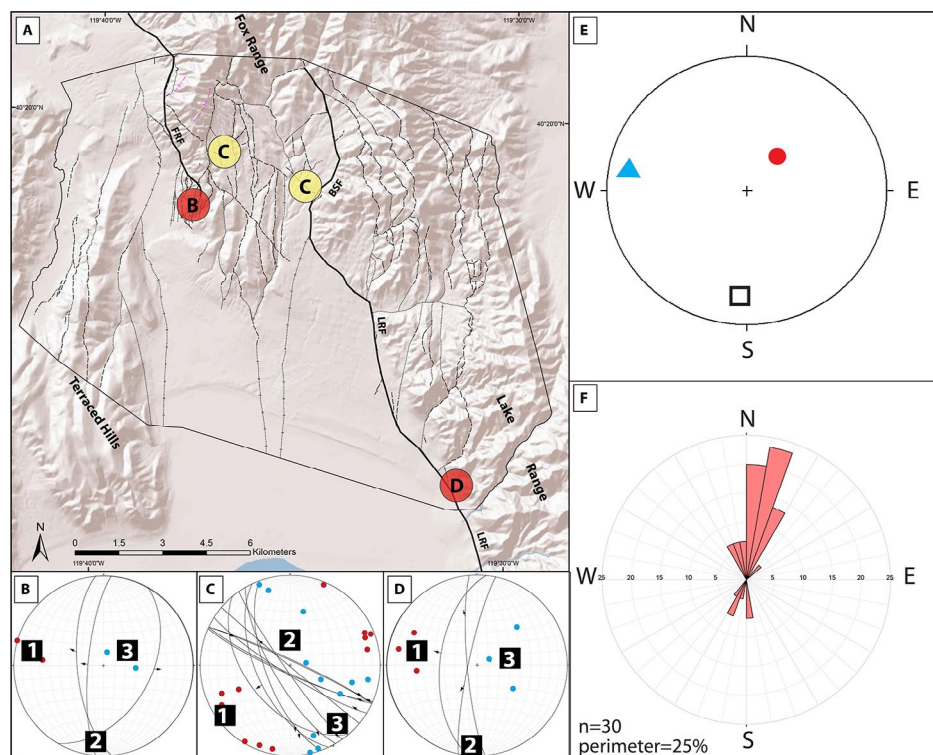 A
119°40'0"W
119°30'0"W
Fox Range
40°20'0"N
40°20'0"N
FRF
C
C
B
BSF
LRF
Terraced Hills
Lake
Range
D
N
0 1.5 3 4.5 6
Kilometers
LRF
119°40'0"W
119°30'0"W
B
1
3
2
C
2
1
3
D
1
3
2
E
N
W
E
S
F
N
W
25 20 15 10 5
5 10 15 20 25
E
S
n=30
perimeter=25%